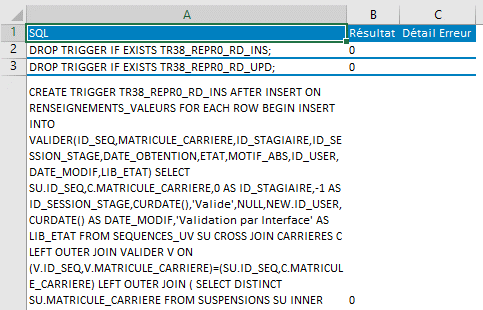 A B C
1 SQL Résultat Détail Erreur
2 DROP TRIGGER IF EXISTS TR38_REPR0_RD_INS; 0
3 DROP TRIGGER IF EXISTS TR38_REPR0_RD_UPD; 0
CREATE TRIGGER TR38_REPR0_RD_INS AFTER INSERT ON
RENSEIGNEMENTS_VALEURS FOR EACH ROW BEGIN INSERT
INTO
VALIDER(ID_SEQ,MATRICULE_CARRIERE,ID_STAGIAIRE,ID_SE
SSION_STAGE,DATE_OBTENTION,ETAT,MOTIF_ABS,ID_USER,
DATE_MODIF,LIB_ETAT) SELECT
SU.ID_SEQ,C.MATRICULE_CARRIERE,0 AS ID_STAGIAIRE,-1 AS
ID_SESSION_STAGE,CURDATE(),'Valide',NULL,NEW.ID_USER,
CURDATE() AS DATE_MODIF,'Validation par Interface' AS
LIB_ETAT FROM SEQUENCES_UV SU CROSS JOIN CARRIERES C
LEFT OUTER JOIN VALIDER V ON
(V.ID_SEQ,V.MATRICULE_CARRIERE)=(SU.ID_SEQ,C.MATRICUL
E_CARRIERE) LEFT OUTER JOIN ( SELECT DISTINCT
SU.MATRICULE_CARRIERE FROM SUSPENSIONS SU INNER 0